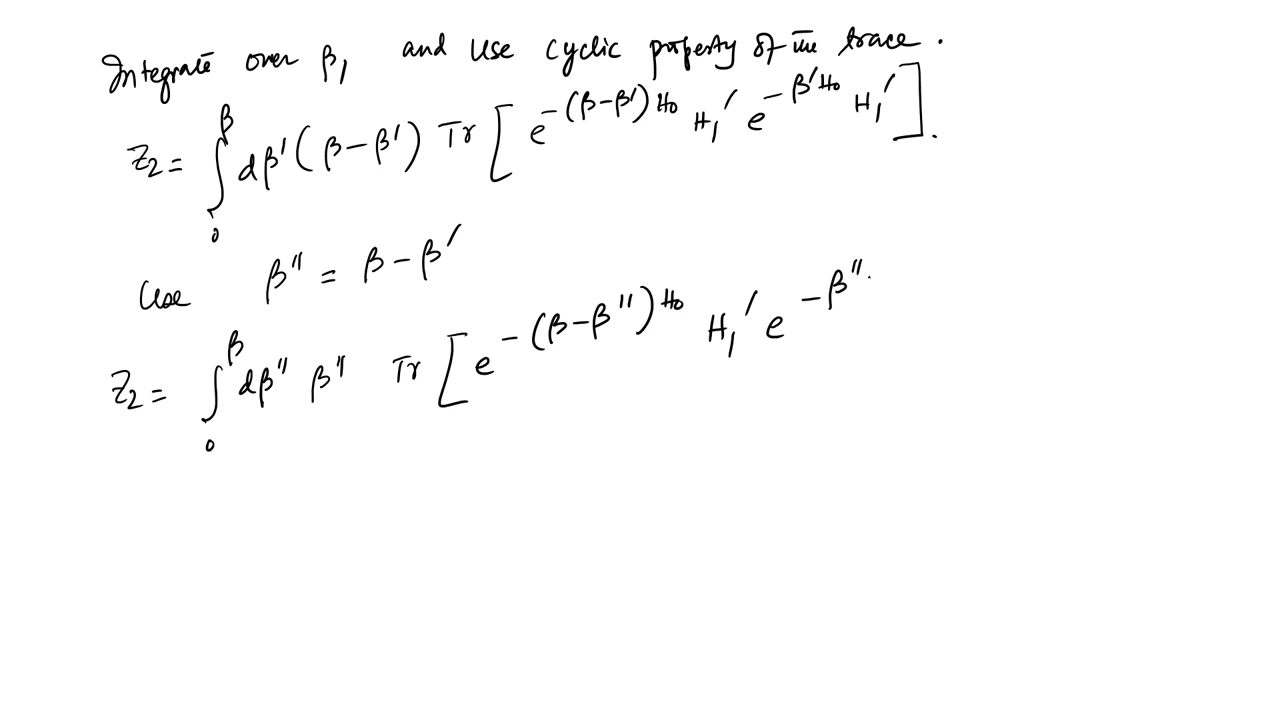 Integrate over β₁ and use cyclic property of the trace.
Z₂ = ∫₀^β dβ' (β-β') Tr [ e^{-(β-β')H₀} H₁' e^{-β'H₀} H₁' ].
Use β'' = β-β'
Z₂ = ∫₀^β dβ'' β'' Tr [ e^{-(β-β'')H₀} H₁' e^{-β''